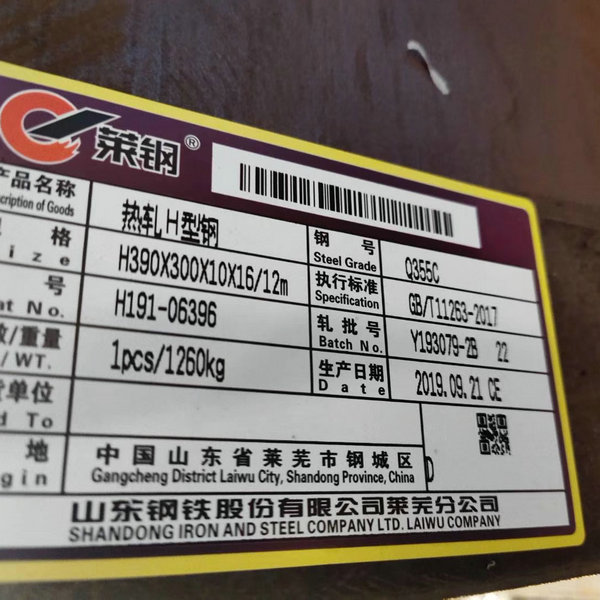 莱钢®
产品名称 热轧H型钢 钢号 Q355C
cription of Goods Steel Grade
格 H390X300X10X16/12m 执行标准 GB/T11263-2017
ize Specification
号 H191-06396 轧批号 Y193079-2B 22
at No. Batch No.
/重量 1pcs/1260kg 生产日期 2019.09.21 CE
/ WT. Date
单位
d To
地 中国山东省莱芜市钢城区
gin Gangcheng District Laiwu City, Shandong Province, China
山东钢铁股份有限公司莱芜分公司
SHANDONG IRON AND STEEL COMPANY LTD. LAIWU COMPANY